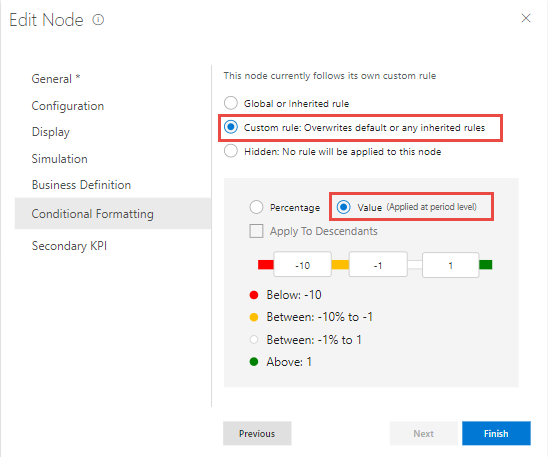 Edit Node
General *
Configuration
Display
Simulation
Business Definition
Conditional Formatting
Secondary KPI
This node currently follows its own custom rule
Global or Inherited rule
Custom rule: Overwrites default or any inherited rules
Hidden: No rule will be applied to this node
Percentage Value (Applied at period level)
Apply To Descendants
-10 -1 1
Below: -10
Between: -10% to -1
Between: -1% to 1
Above: 1
Previous Next Finish